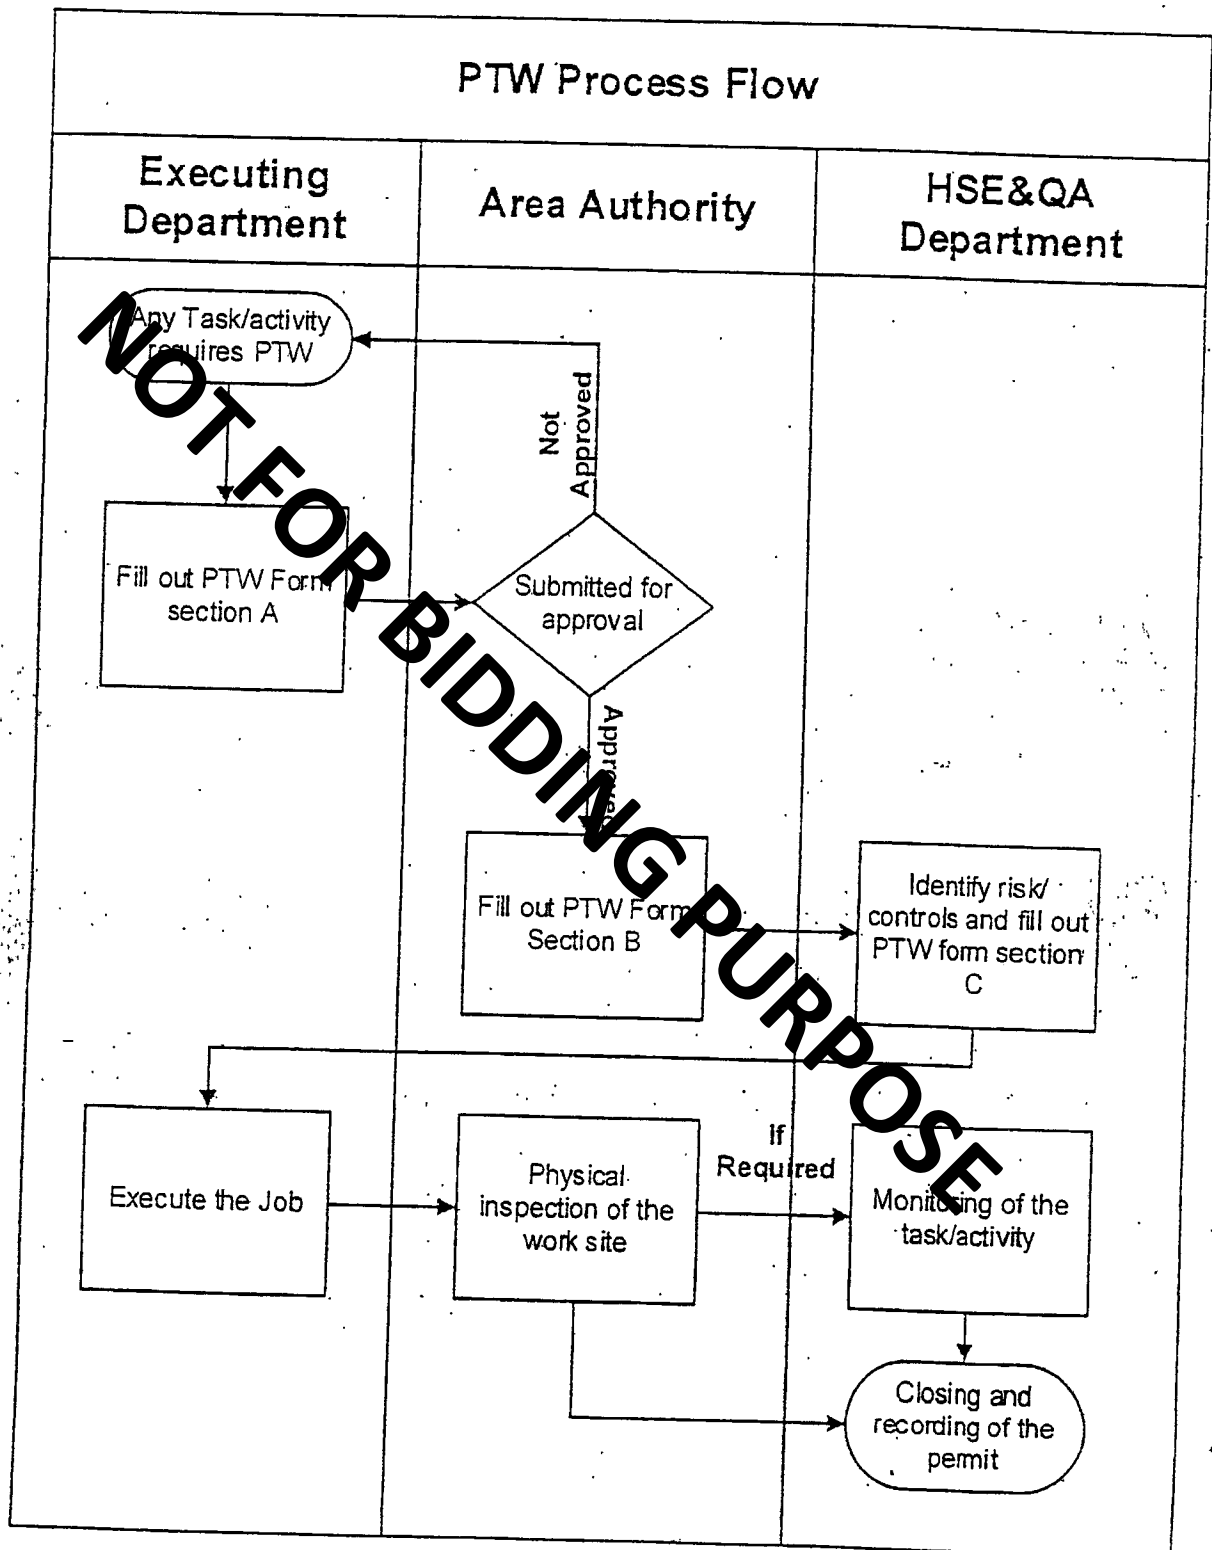 PTW Process Flow
Executing
Department
Area Authority
HSE&QA
Department
Any Task/activity
requires PTW
Not
Approved
Fill out PTW Form
section A
Submitted for
approval
Approved
Fill out PTW Form
Section B
Identify risk/
controls and fill out
PTW form section
C
Execute the Job
Physical
inspection of the
work site
If
Required
Monitoring of the
task/activity
Closing and
recording of the
permit
NOT FOR BIDDING PURPOSE